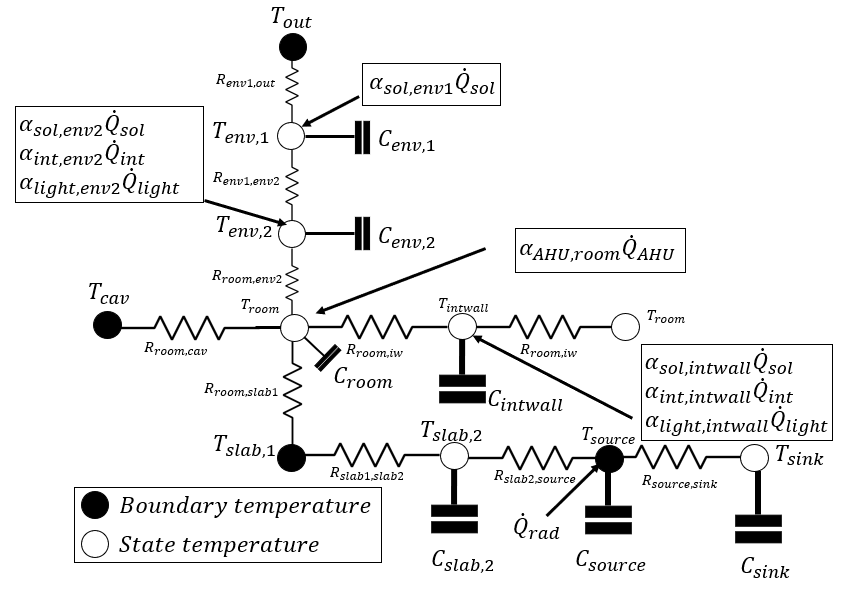 T_out
R_env1,out
α_sol,env1 Q̇_sol
T_env,1
C_env,1
α_sol,env2 Q̇_sol
α_int,env2 Q̇_int
α_light,env2 Q̇_light
R_env1,env2
T_env,2
C_env,2
α_AHU,room Q̇_AHU
R_room,env2
T_cav
T_room
T_intwall
T_room
R_room,cav
R_room,iw
R_room,iw
C_room
α_sol,intwall Q̇_sol
α_int,intwall Q̇_int
α_light,intwall Q̇_light
R_room,slab1
C_intwall
T_slab,1
T_slab,2
T_source
T_sink
R_slab1,slab2
R_slab2,source
R_source,sink
Boundary temperature
State temperature
Q̇_rad
C_slab,2
C_source
C_sink